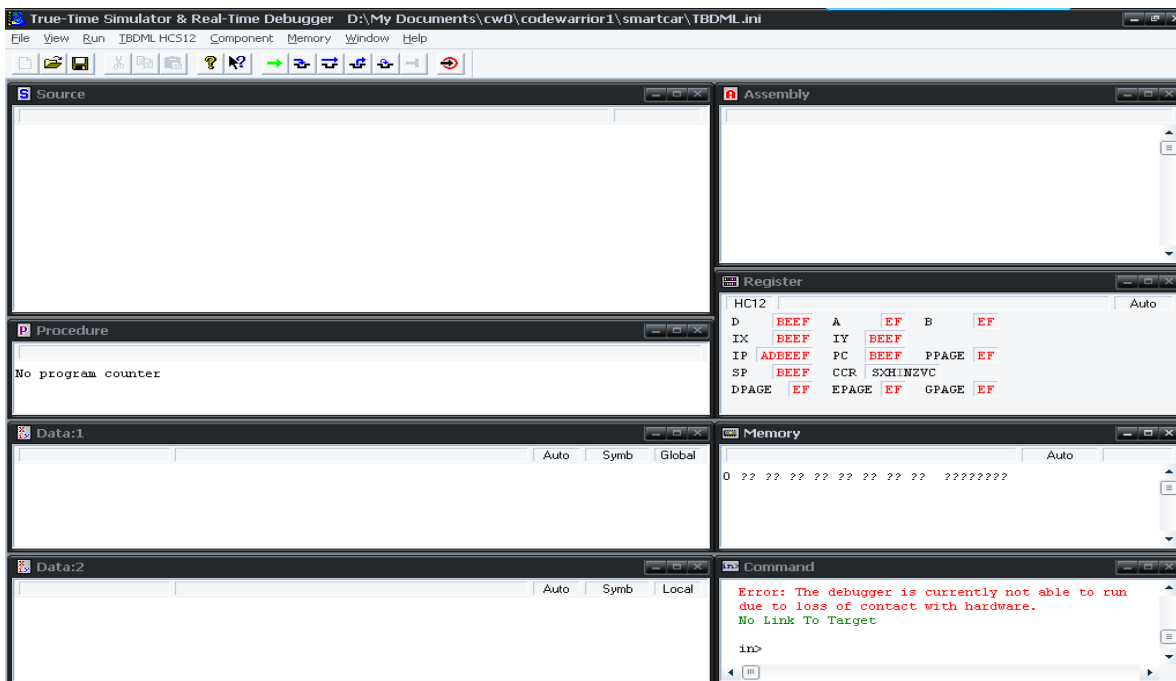 True-Time Simulator & Real-Time Debugger D:\My Documents\cw0\codewarrior1\smartcar\TBDML.ini
File View Run TBDML HCS12 Component Memory Window Help
Source
Assembly
Register
HC12 Auto
D BEEF A EF B EF
IX BEEF IY BEEF
IP ADBEEF PC BEEF PPAGE EF
SP BEEF CCR SXHINZVC
DPAGE EF EPAGE EF GPAGE EF
Procedure
No program counter
Data:1
Auto Symb Global
Memory
Auto
0 ?? ?? ?? ?? ?? ?? ?? ?? ????????
Data:2
Auto Symb Local
Command
Error: The debugger is currently not able to run
due to loss of contact with hardware.
No Link To Target
in>